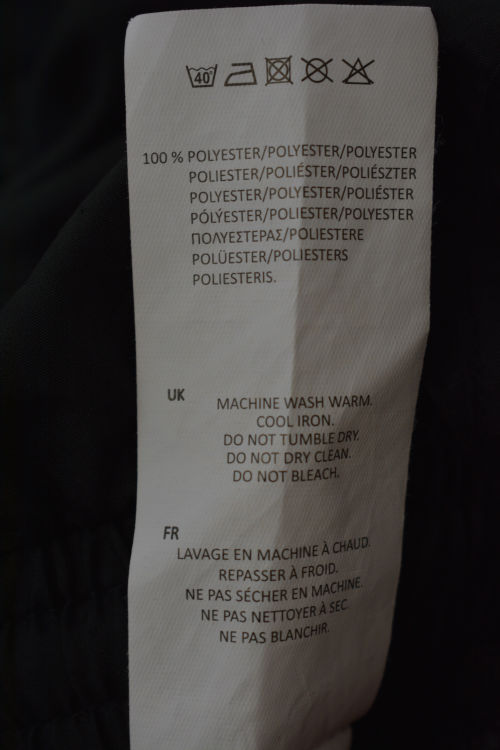 40
100 % POLYESTER/POLYESTER/POLYESTER
POLIESTER/POLIÉSTER/POLIÉSZTER
POLYESTER/POLYESTER/POLIÉSTER
PÓLÝESTER/POLIESTER/POLYESTER
ΠΟΛΥΕΣΤΕΡΑΣ/POLIESTERE
POLÜESTER/POLIESTERS
POLIESTERIS.
UK
MACHINE WASH WARM.
COOL IRON.
DO NOT TUMBLE DRY.
DO NOT DRY CLEAN.
DO NOT BLEACH.
FR
LAVAGE EN MACHINE À CHAUD.
REPASSER À FROID.
NE PAS SÉCHER EN MACHINE.
NE PAS NETTOYER À SEC.
NE PAS BLANCHIR.